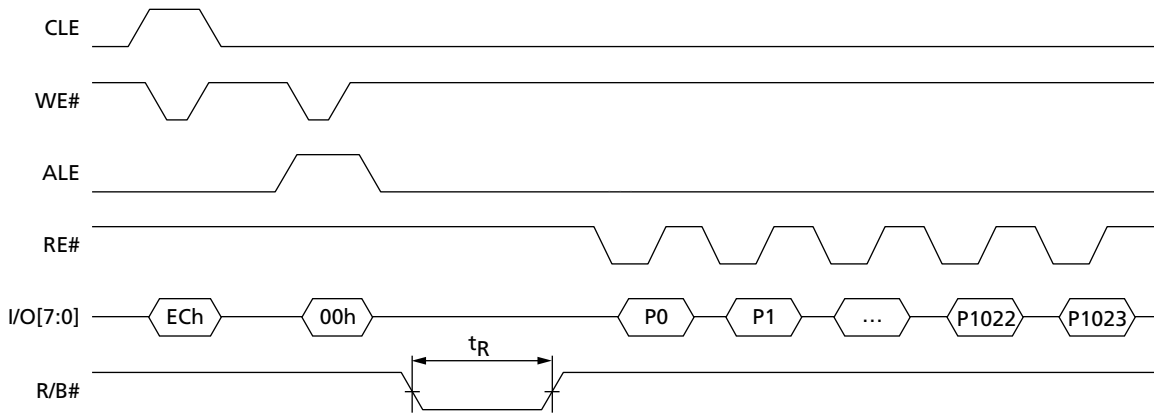 CLE
WE#
ALE
RE#
I/O[7:0] ECh 00h P0 P1 ... P1022 P1023
tR
R/B#